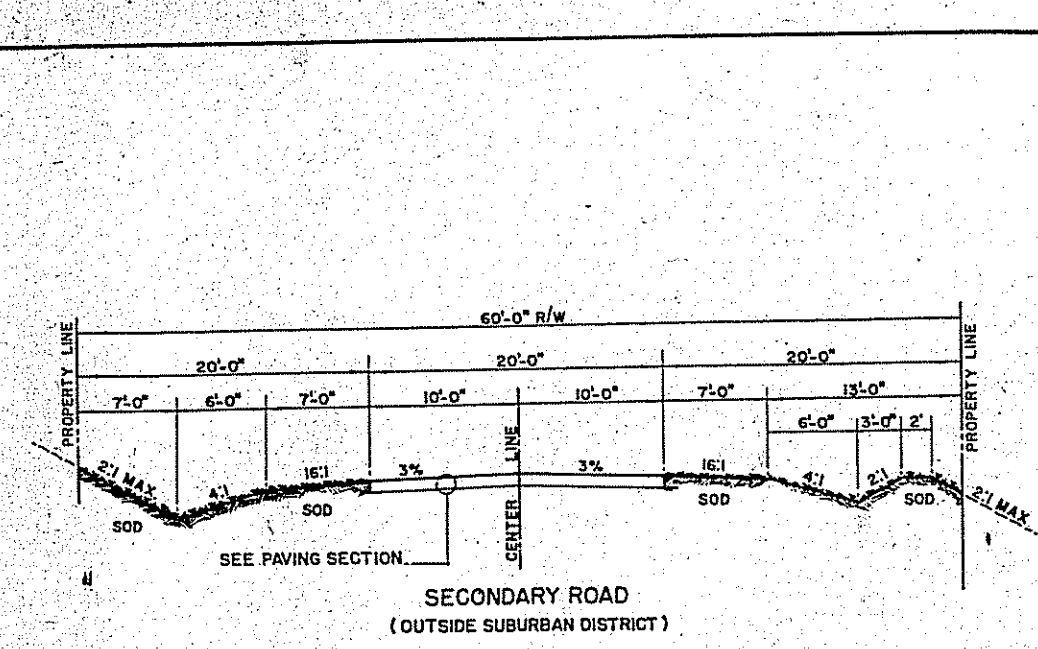 60'-0" R/W
20'-0" 20'-0" 20'-0"
7'-0" 6'-0" 7'-0" 10'-0" 10'-0" 7'-0" 13'-0"
6'-0" 3'-0" 2'
PROPERTY LINE
PROPERTY LINE
CENTER LINE
2:1 MAX. 4:1 16:1 3% 3% 16:1 4:1 2:1 2:1 MAX.
SOD SOD SOD SOD
SEE PAVING SECTION
SECONDARY ROAD
(OUTSIDE SUBURBAN DISTRICT)